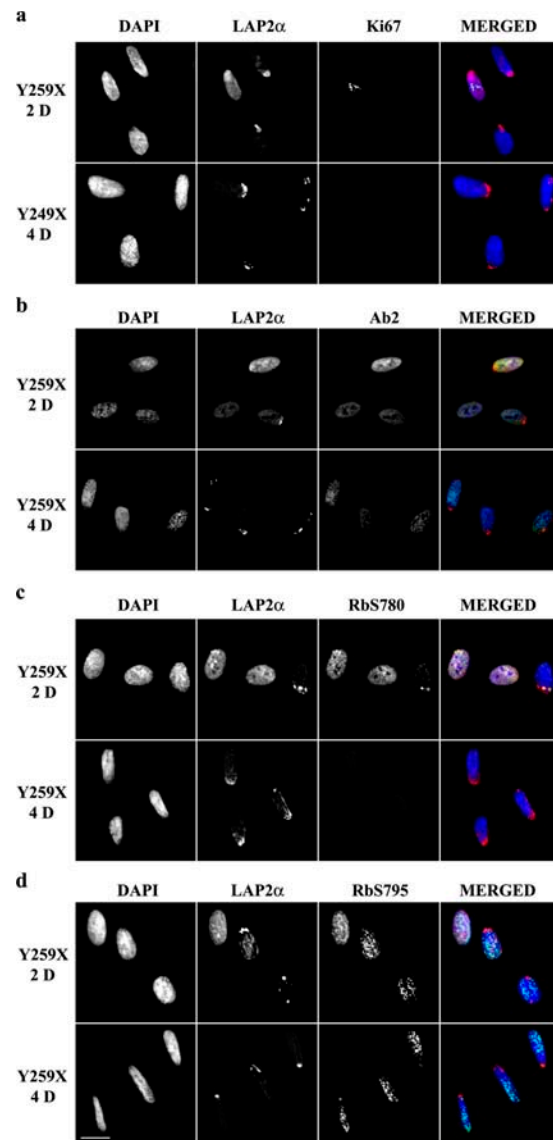 a
DAPI LAP2α Ki67 MERGED
Y259X
2 D
Y249X
4 D
b
DAPI LAP2α Ab2 MERGED
Y259X
2 D
Y259X
4 D
c
DAPI LAP2α RbS780 MERGED
Y259X
2 D
Y259X
4 D
d
DAPI LAP2α RbS795 MERGED
Y259X
2 D
Y259X
4 D